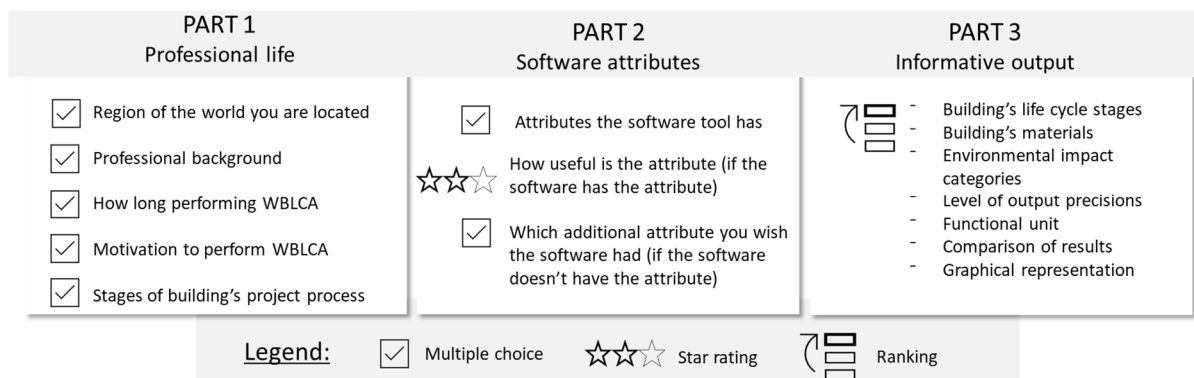 PART 1
Professional life
Region of the world you are located
Professional background
How long performing WBLCA
Motivation to perform WBLCA
Stages of building’s project process
PART 2
Software attributes
Attributes the software tool has
How useful is the attribute (if the
software has the attribute)
Which additional attribute you wish
the software had (if the software
doesn’t have the attribute)
PART 3
Informative output
- Building’s life cycle stages
- Building’s materials
- Environmental impact
categories
- Level of output precisions
- Functional unit
- Comparison of results
- Graphical representation
Legend:
Multiple choice
Star rating
Ranking